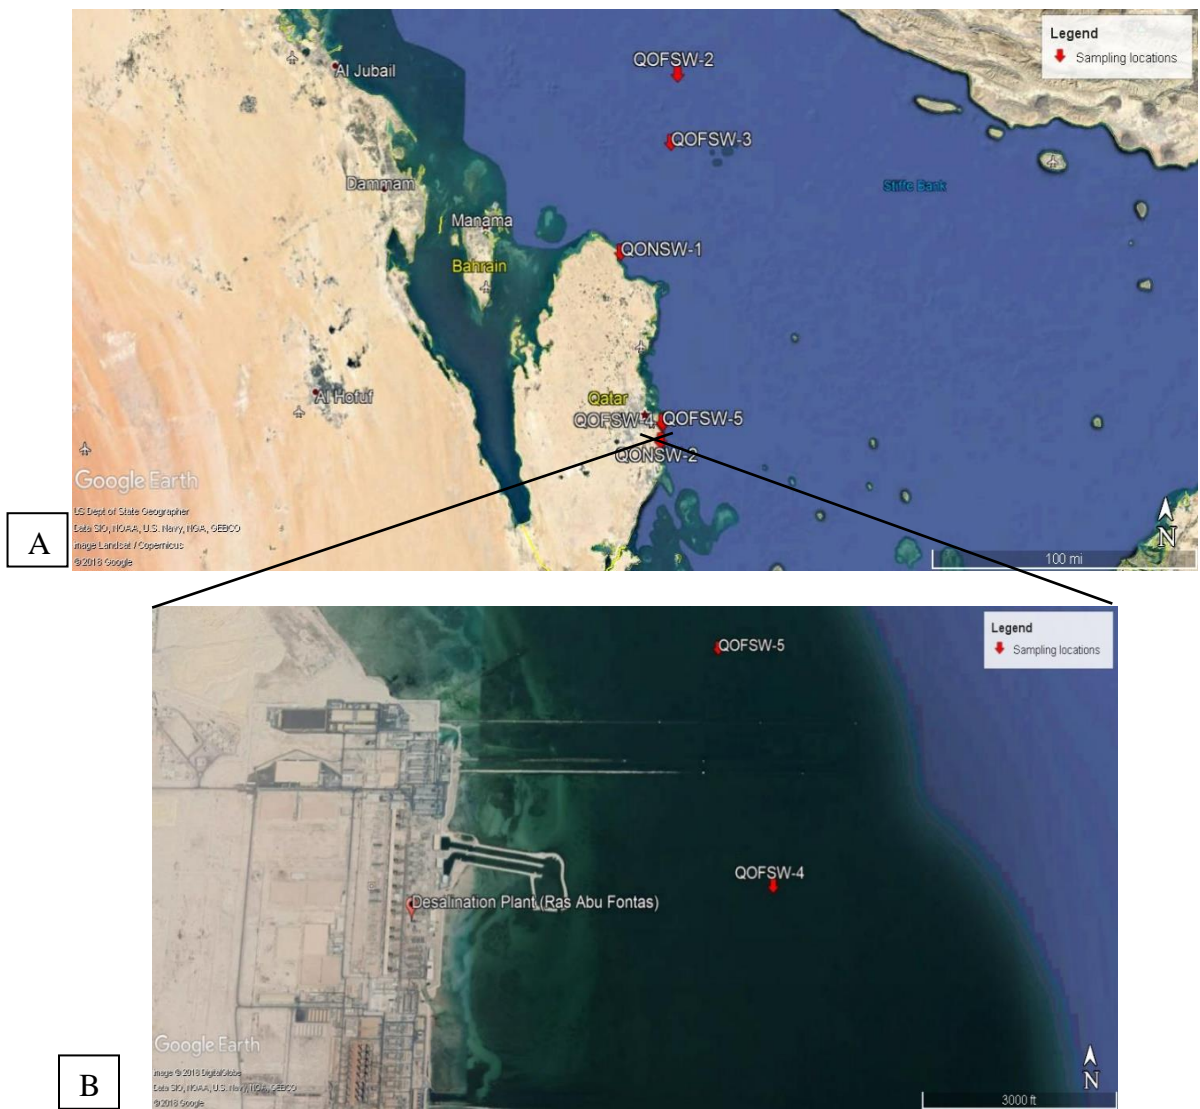 Legend
Sampling locations
QOFSW-2
Al Jubail
QOFSW-3
Stiffe Bank
Dammam
Manama
QONSW-1
Bahrain
Al Hofuf
Qatar
QOFSW-4
QOFSW-5
QONSW-2
Google Earth
US Dept of State Geographer
Data SIO, NOAA, U.S. Navy, NGA, GEBCO
Image Landsat / Copernicus
© 2018 Google
N
100 mi
A
Legend
Sampling locations
QOFSW-5
QOFSW-4
Desalination Plant (Ras Abu Fontas)
Google Earth
Image © 2018 DigitalGlobe
Data SIO, NOAA, U.S. Navy, NGA, GEBCO
© 2018 Google
N
3000 ft
B